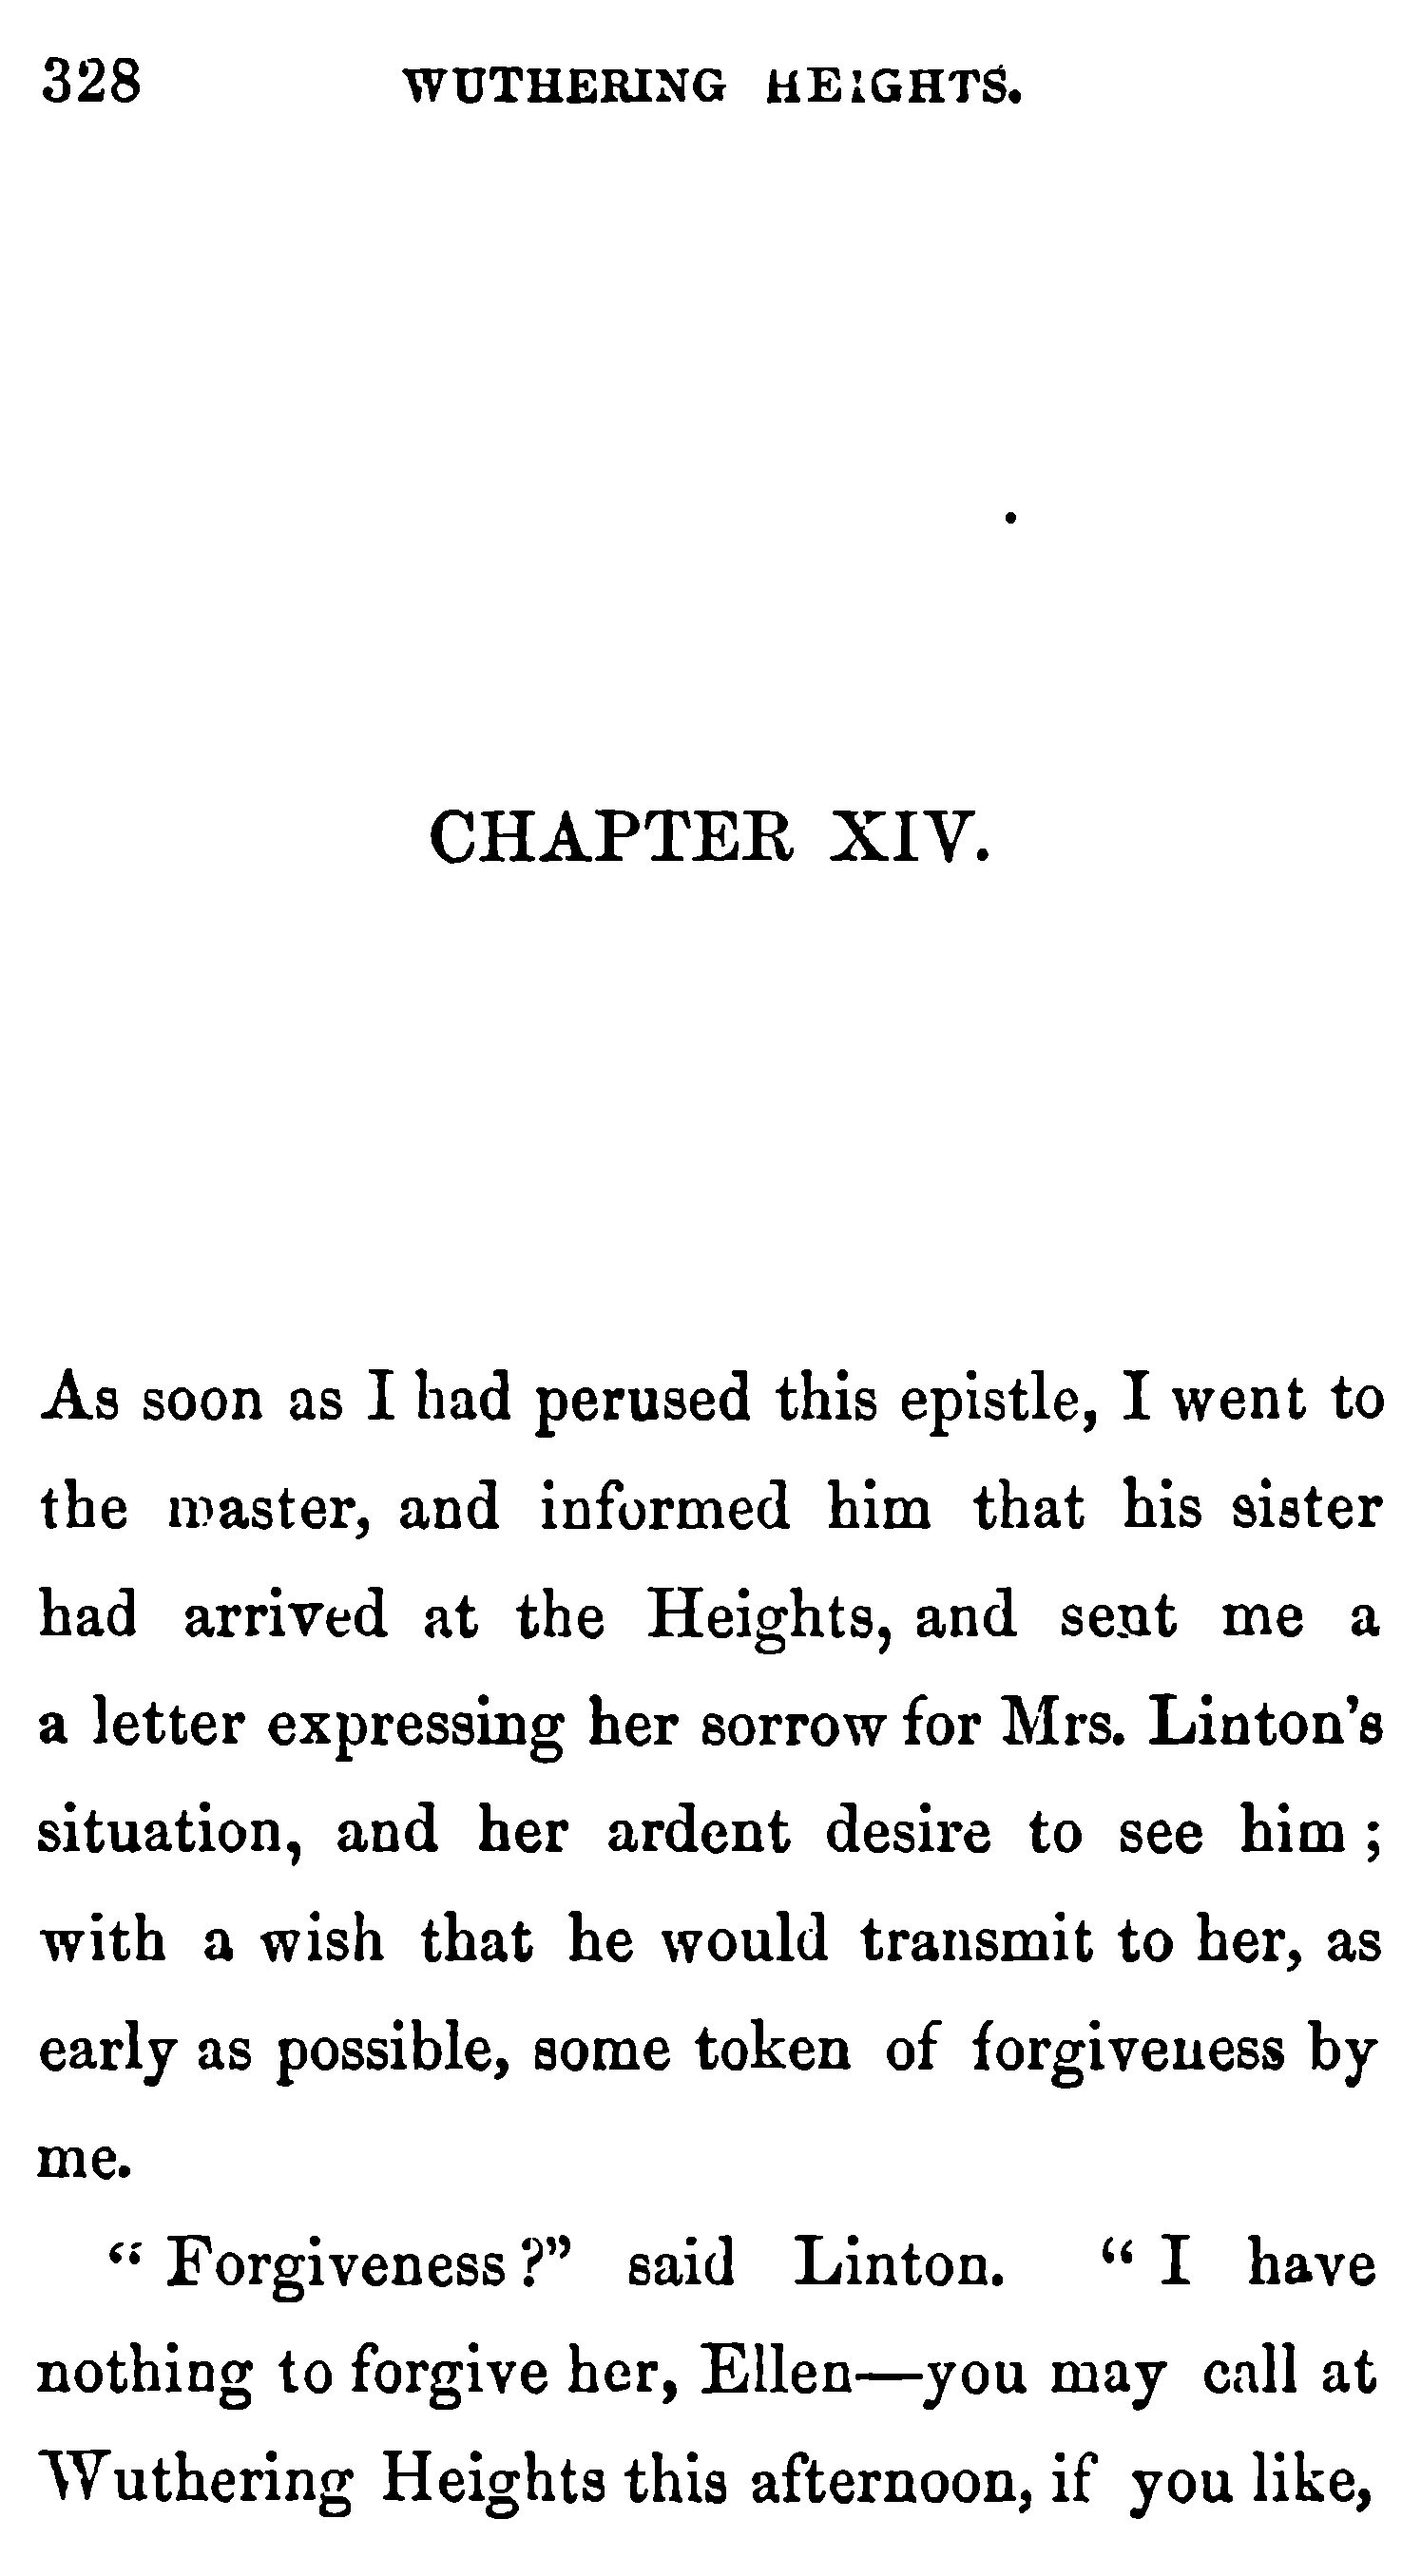 328 WUTHERING HEIGHTS.
CHAPTER XIV.
As soon as I had perused this epistle, I went to
the master, and informed him that his sister
had arrived at the Heights, and sent me a
a letter expressing her sorrow for Mrs. Linton's
situation, and her ardent desire to see him ;
with a wish that he would transmit to her, as
early as possible, some token of forgiveness by
me.
“ Forgiveness ?” said Linton. “ I have
nothing to forgive her, Ellen—you may call at
Wuthering Heights this afternoon, if you like,